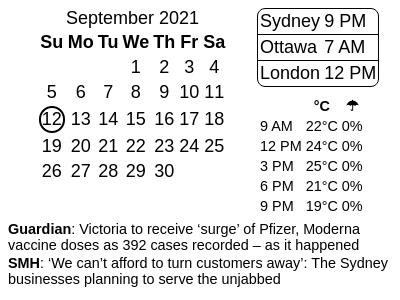 September 2021
Su Mo Tu We Th Fr Sa
1 2 3 4
5 6 7 8 9 10 11
12 13 14 15 16 17 18
19 20 21 22 23 24 25
26 27 28 29 30
Sydney 9 PM
Ottawa 7 AM
London 12 PM
°C ☂
9 AM 22°C 0%
12 PM 24°C 0%
3 PM 25°C 0%
6 PM 21°C 0%
9 PM 19°C 0%
Guardian: Victoria to receive ‘surge’ of Pfizer, Moderna
vaccine doses as 392 cases recorded – as it happened
SMH: ‘We can’t afford to turn customers away’: The Sydney
businesses planning to serve the unjabbed